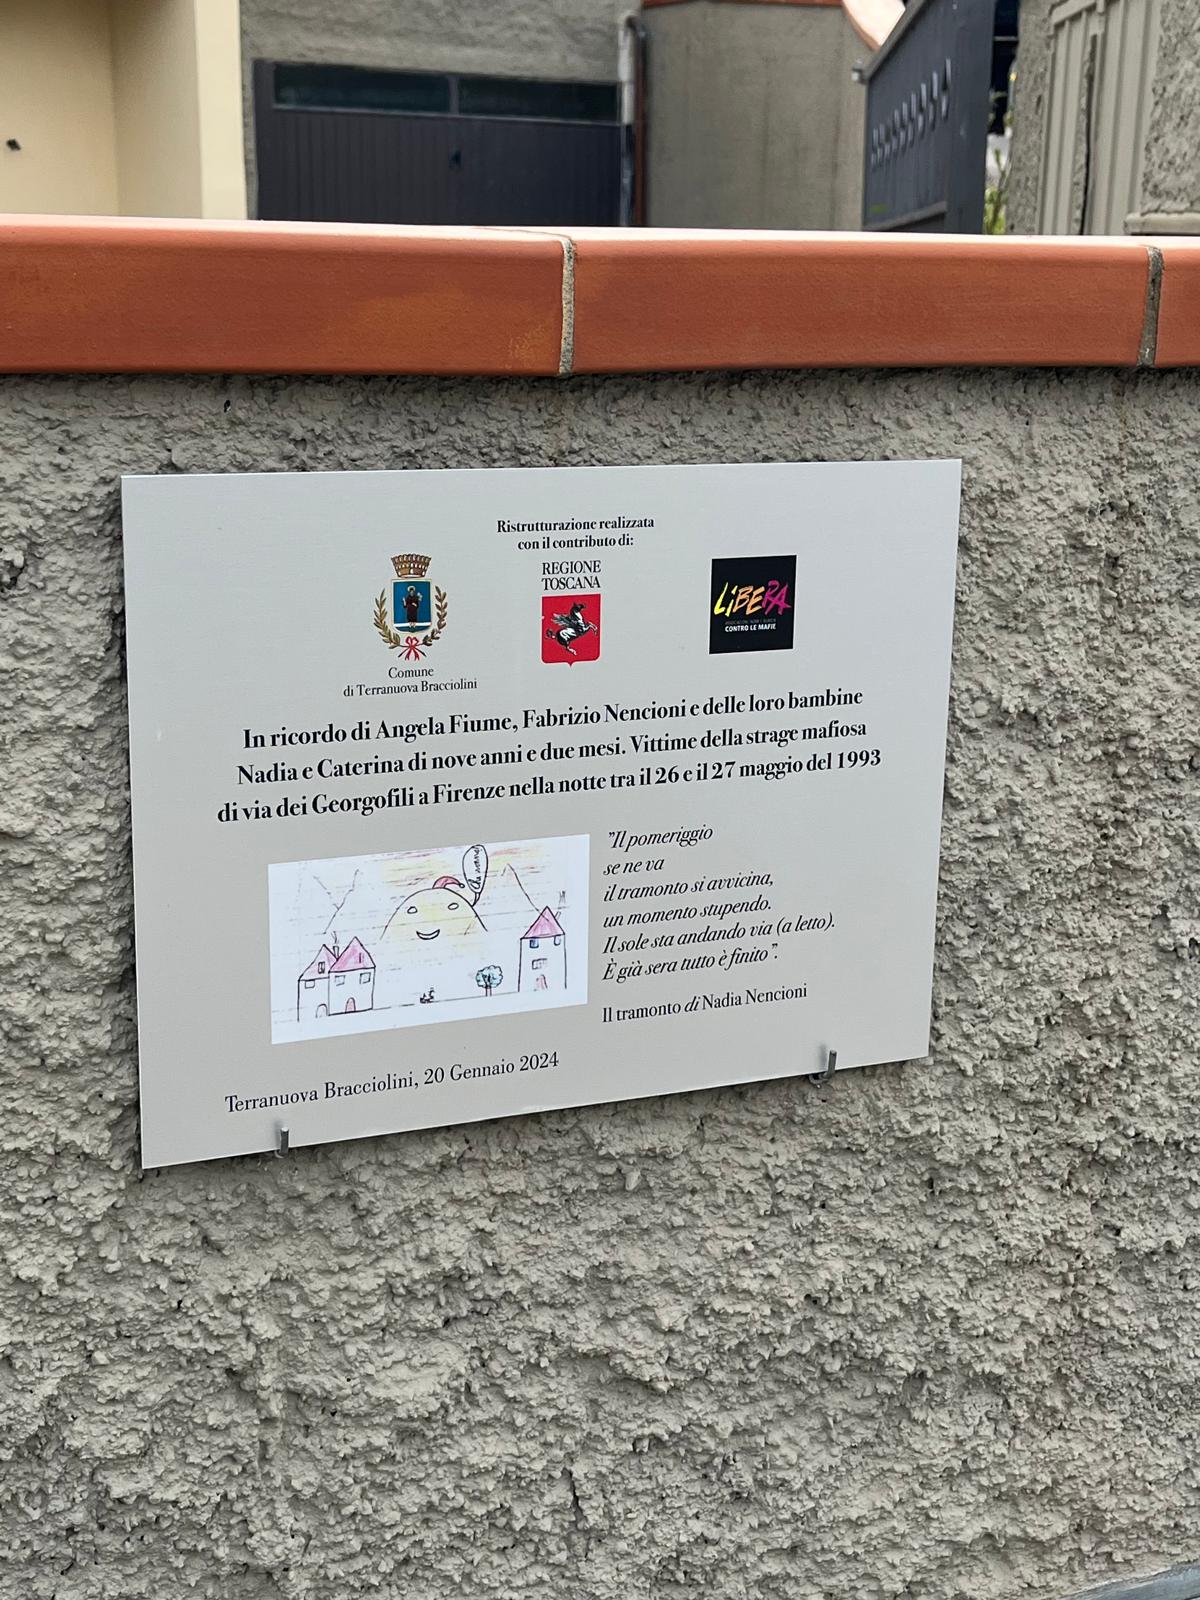 Ristrutturazione realizzata
con il contributo di:
REGIONE
TOSCANA
LiBERA
CONTRO LE MAFIE
Comune
di Terranuova Bracciolini
In ricordo di Angela Fiume, Fabrizio Nencioni e delle loro bambine
Nadia e Caterina di nove anni e due mesi. Vittime della strage mafiosa
di via dei Georgofili a Firenze nella notte tra il 26 e il 27 maggio del 1993
"Il pomeriggio
se ne va
il tramonto si avvicina,
un momento stupendo.
Il sole sta andando via (a letto).
È già sera tutto è finito".
Il tramonto di Nadia Nencioni
Terranuova Bracciolini, 20 Gennaio 2024